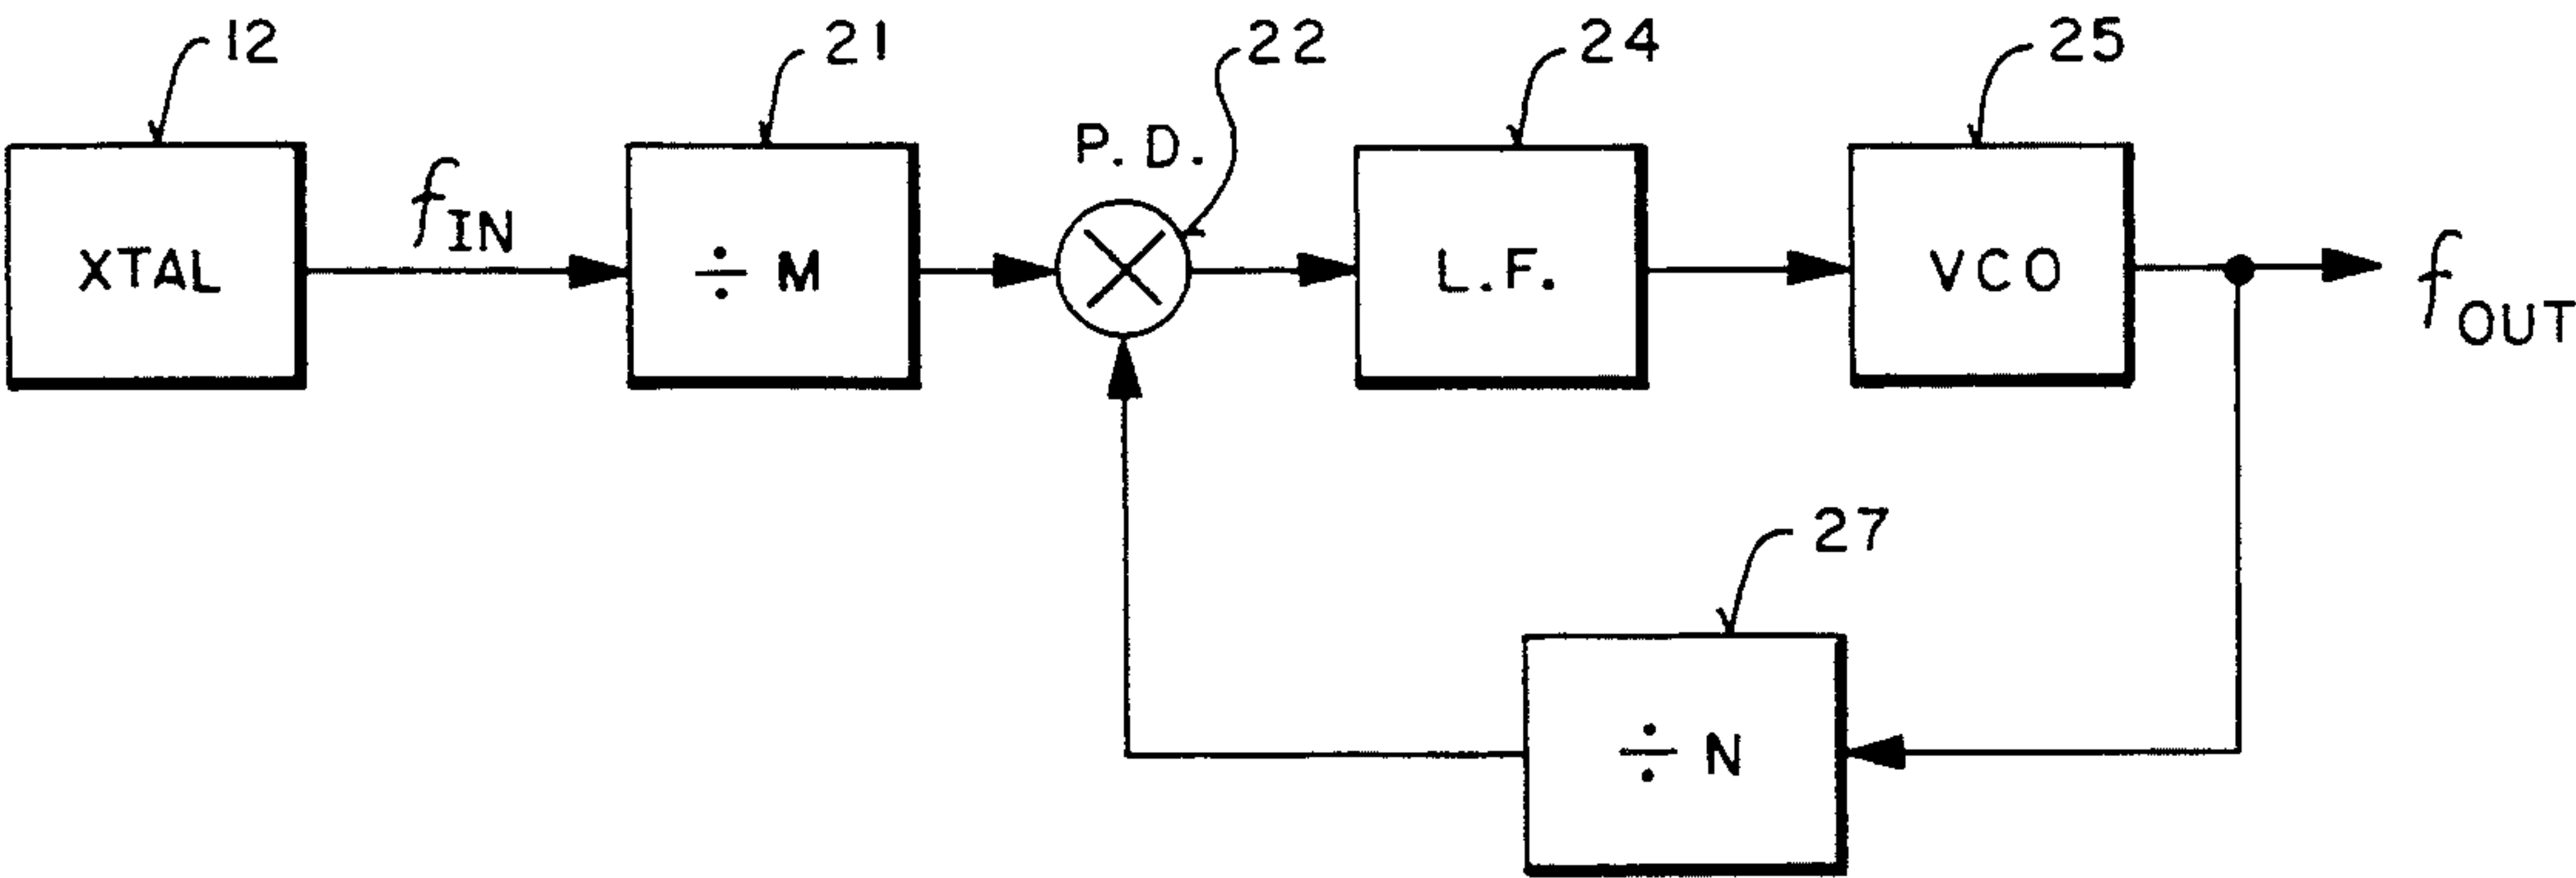 12
21
22
24
25
P. D.
XTAL
fIN
÷ M
L.F.
VCO
fOUT
27
÷ N